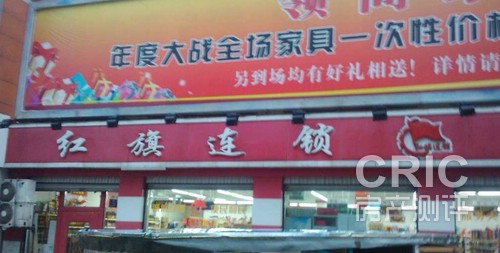 年度大战全场家具一次性价格
另到场均有好礼相送！详情请
红旗连锁
CRIC
房产测评